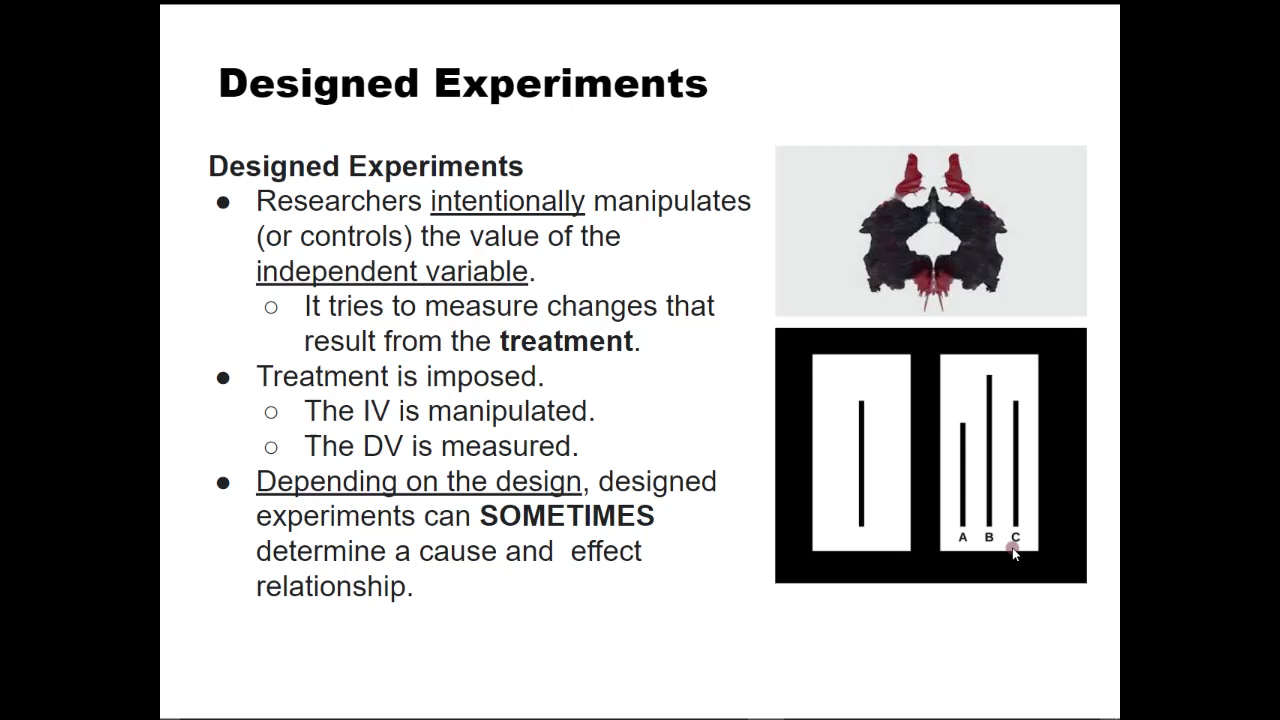 Designed Experiments
Designed Experiments
● Researchers intentionally manipulates
(or controls) the value of the
independent variable.
○ It tries to measure changes that
result from the treatment.
● Treatment is imposed.
○ The IV is manipulated.
○ The DV is measured.
● Depending on the design, designed
experiments can SOMETIMES
determine a cause and  effect
relationship.
A B C